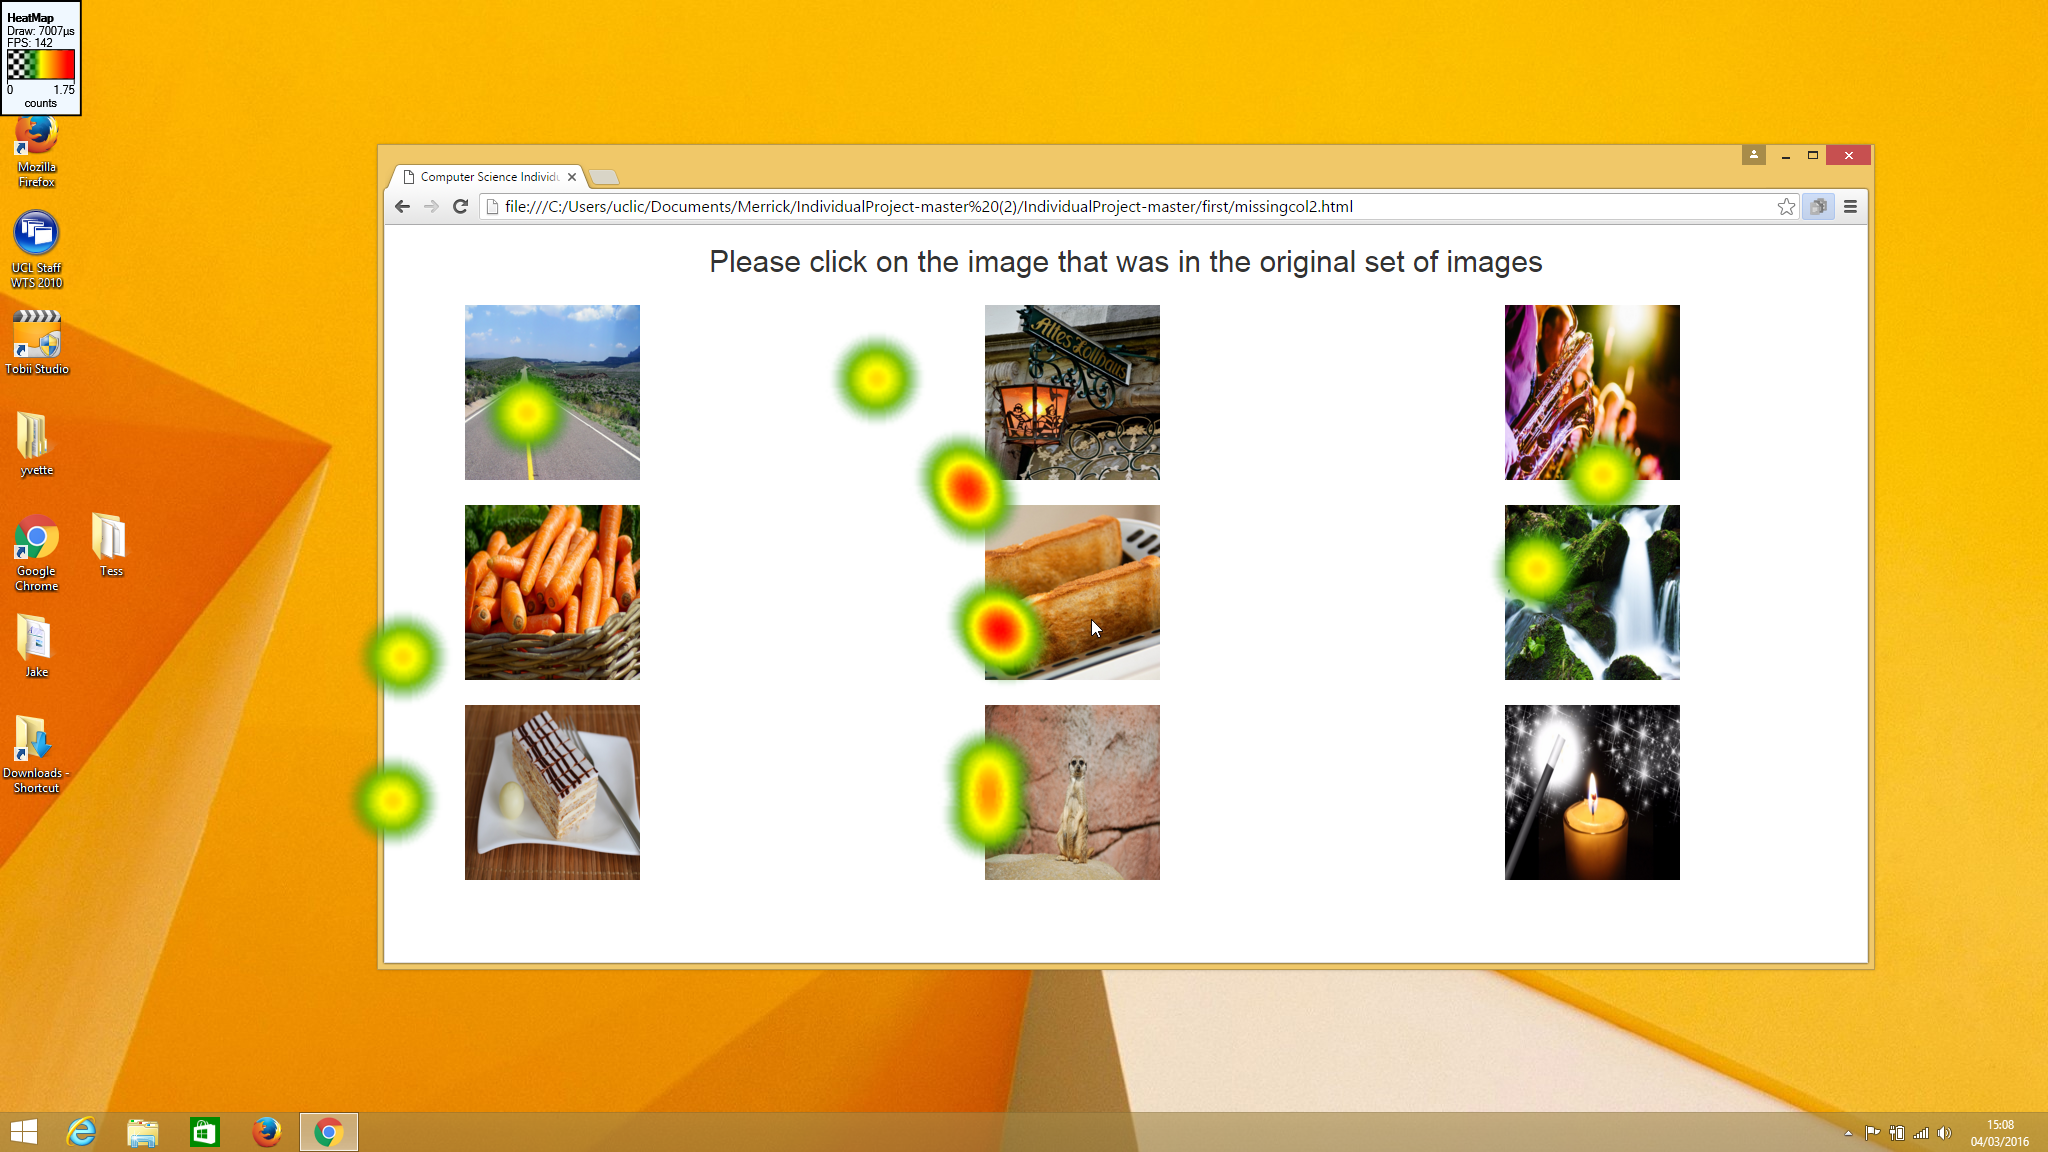 HeatMap
Draw: 7007µs
FPS: 142
0 1.75
counts
Mozilla
Firefox
UCL Staff
WTS 2010
Tobii Studio
yvette
Google
Chrome
Tess
Jake
Downloads -
Shortcut
Computer Science Individu
file:///C:/Users/uclic/Documents/Merrick/IndividualProject-master%20(2)/IndividualProject-master/first/missingcol2.html
Please click on the image that was in the original set of images
Altes Zollhaus
15:08
04/03/2016